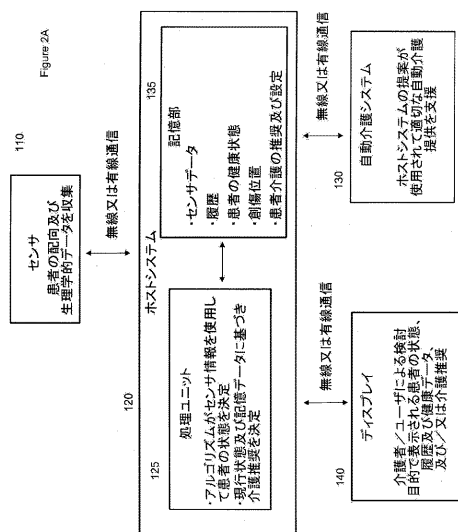 Figure 2A
110
センサ
患者の配向及び
生理学的データを収集
無線又は有線通信
120
ホストシステム
125
処理ユニット
・アルゴリズムがセンサ情報を使用し
て患者の状態を決定
・現行状態及び記憶データに基づき
介護推奨を決定
135
記憶部
・センサデータ
・履歴
・患者の健康状態
・創傷位置
・患者介護の推奨及び設定
無線又は有線通信
無線又は有線通信
140
ディスプレイ
介護者/ユーザによる検討
目的で表示される患者の状態、
履歴及び健康データ、
及び/又は介護推奨
130
自動介護システム
ホストシステムの提案が
使用されて適切な自動介護
提供を支援